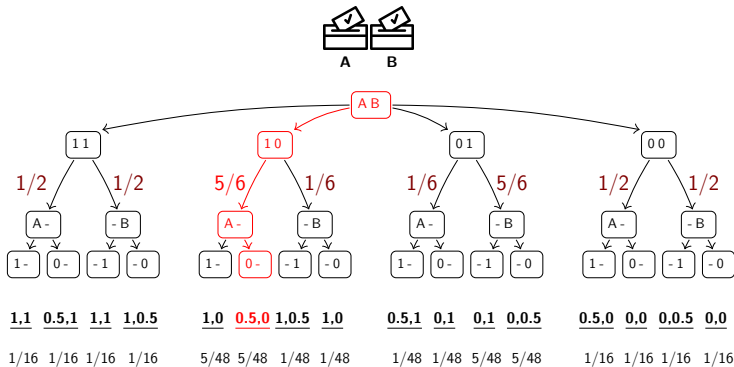 A B
A B
1 1 1 0 0 1 0 0
1/2 1/2 5/6 1/6 1/6 5/6 1/2 1/2
A - - B A - - B A - - B A - - B
1 - 0 - - 1 - 0 1 - 0 - - 1 - 0 1 - 0 - - 1 - 0 1 - 0 - - 1 - 0
1,1 0.5,1 1,1 1,0.5 1,0 0.5,0 1,0.5 1,0 0.5,1 0,1 0,1 0,0.5 0.5,0 0,0 0,0.5 0,0
1/16 1/16 1/16 1/16 5/48 5/48 1/48 1/48 1/48 1/48 5/48 5/48 1/16 1/16 1/16 1/16